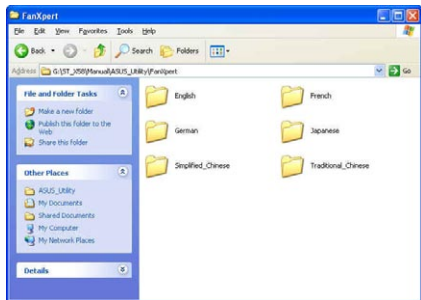 FanXpert
File Edit View Favorites Tools Help
Back Search Folders
Address G:\ST_X58\Manual\ASUS_Utility\FanXpert Go
File and Folder Tasks
Make a new folder
Publish this folder to the
Web
Share this folder
Other Places
ASUS_Utility
My Documents
Shared Documents
My Computer
My Network Places
Details
English French
German Japanese
Simplified_Chinese Traditional_Chinese